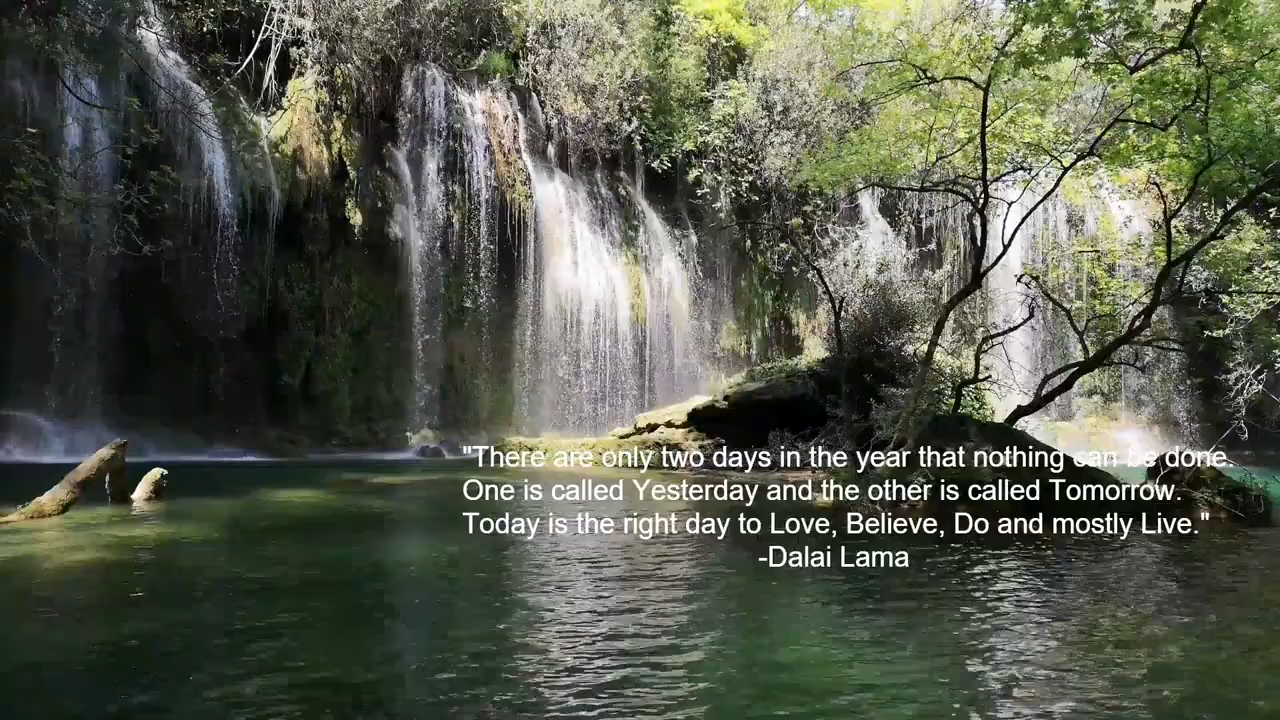 "There are only two days in the year that nothing can be done.
One is called Yesterday and the other is called Tomorrow.
Today is the right day to Love, Believe, Do and mostly Live."
-Dalai Lama